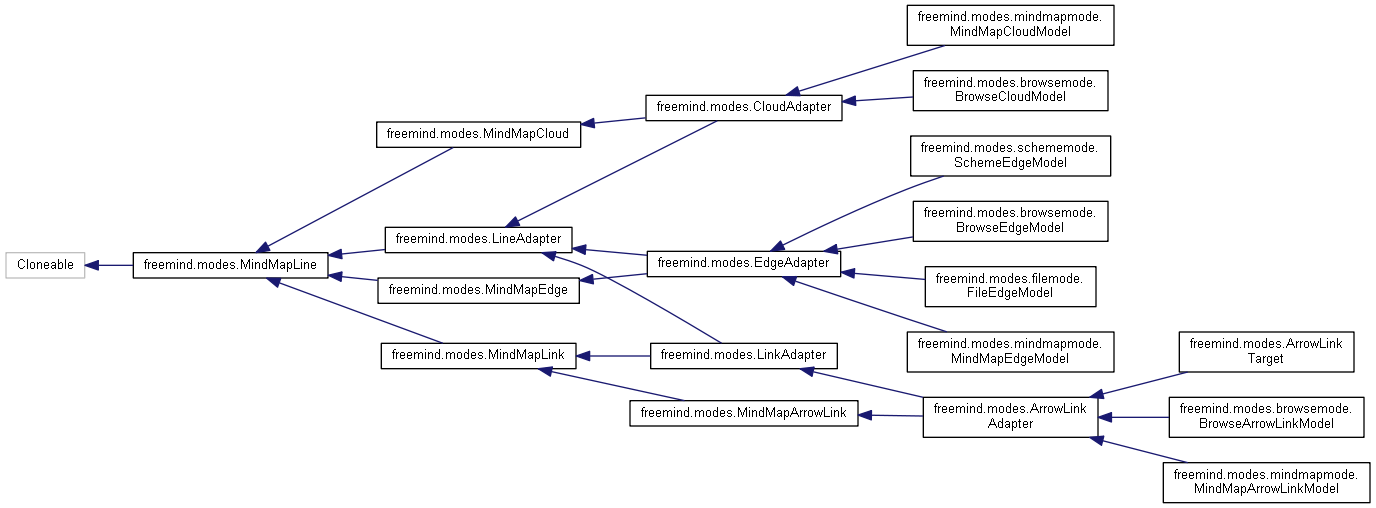 freemind.modes.mindmapmode.
MindMapCloudModel
freemind.modes.browsemode.
BrowseCloudModel
freemind.modes.CloudAdapter
freemind.modes.MindMapCloud
freemind.modes.schememode.
SchemeEdgeModel
freemind.modes.browsemode.
BrowseEdgeModel
freemind.modes.LineAdapter
Cloneable
freemind.modes.MindMapLine
freemind.modes.EdgeAdapter
freemind.modes.MindMapEdge
freemind.modes.filemode.
FileEdgeModel
freemind.modes.mindmapmode.
MindMapEdgeModel
freemind.modes.MindMapLink
freemind.modes.LinkAdapter
freemind.modes.ArrowLink
Target
freemind.modes.MindMapArrowLink
freemind.modes.ArrowLink
Adapter
freemind.modes.browsemode.
BrowseArrowLinkModel
freemind.modes.mindmapmode.
MindMapArrowLinkModel